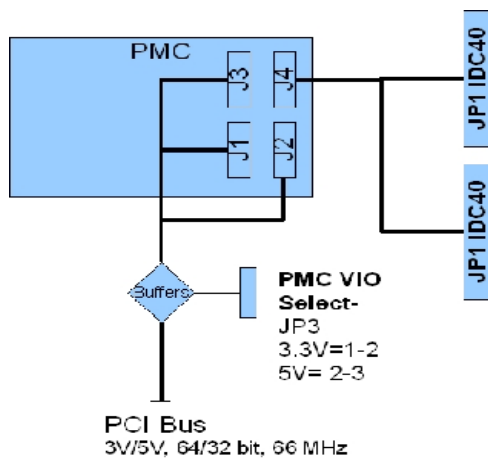 PMC
J3
J4
J1
J2
JP1 IDC40
JP1 IDC40
Buffers
PMC VIO
Select-
JP3
3.3V=1-2
5V= 2-3
PCI Bus
3V/5V, 64/32 bit, 66 MHz